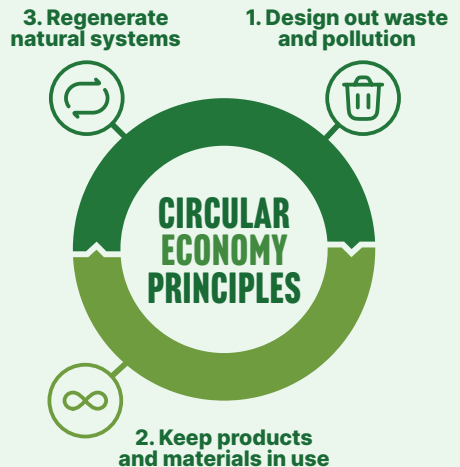 3. Regenerate
natural systems
1. Design out waste
and pollution
CIRCULAR
ECONOMY
PRINCIPLES
2. Keep products
and materials in use